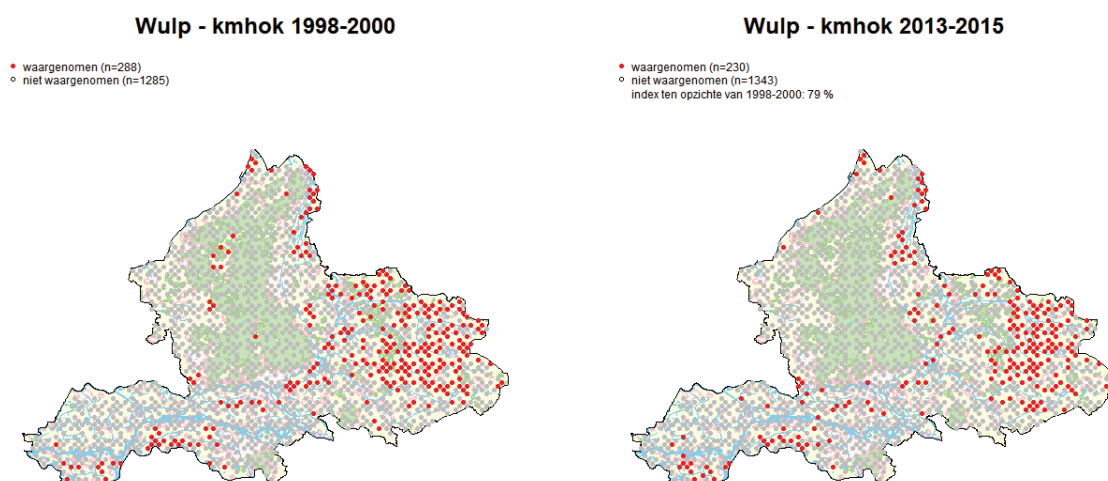 Wulp - kmhok 1998-2000
waargenomen (n=288)
niet waargenomen (n=1285)
Wulp - kmhok 2013-2015
waargenomen (n=230)
niet waargenomen (n=1343)
index ten opzichte van 1998-2000: 79 %